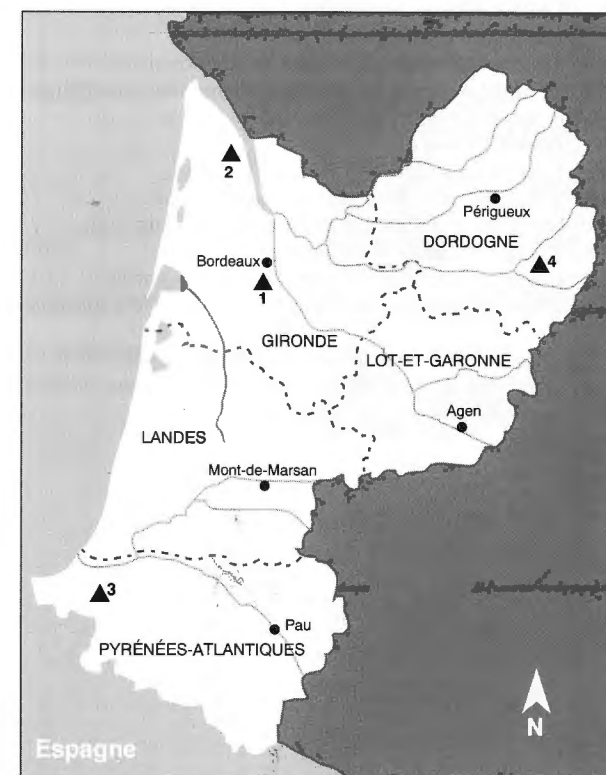 2
Périgueux
DORDOGNE
Bordeaux
4
1
GIRONDE
LOT-ET-GARONNE
Agen
LANDES
Mont-de-Marsan
3
Pau
PYRÉNÉES-ATLANTIQUES
N
Espagne